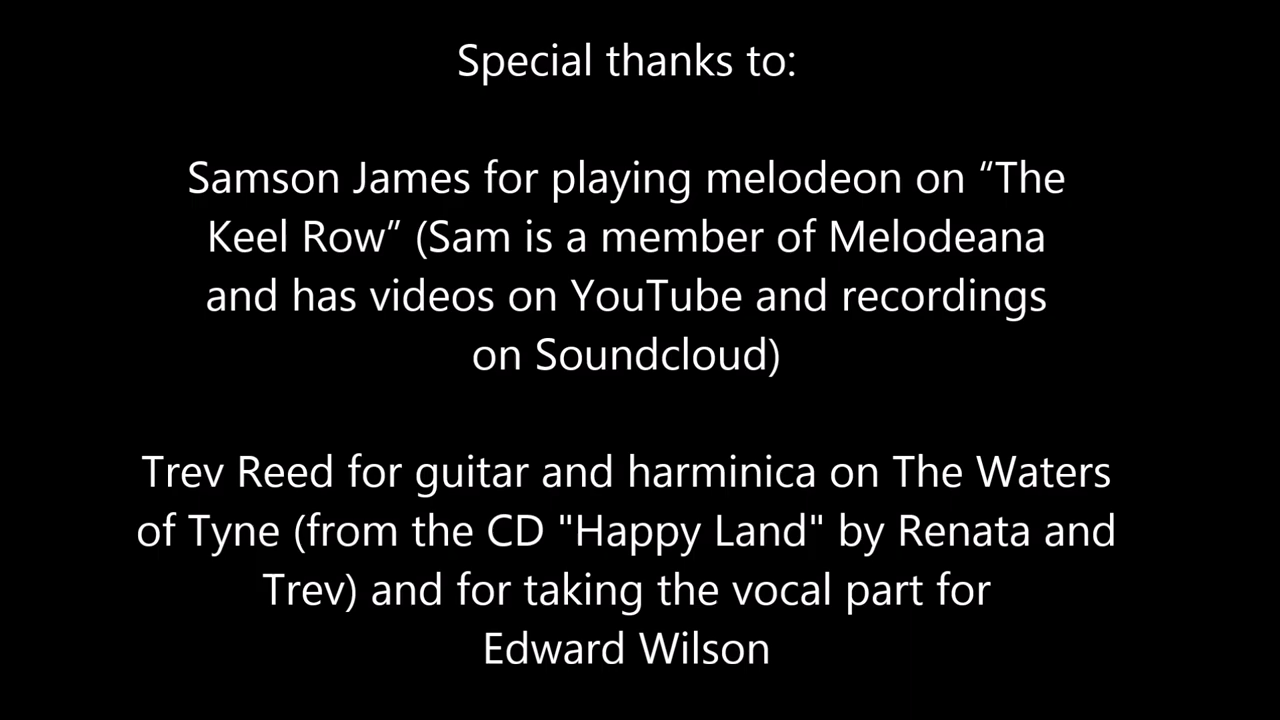 Special thanks to:
Samson James for playing melodeon on “The
Keel Row” (Sam is a member of Melodeana
and has videos on YouTube and recordings
on Soundcloud)
Trev Reed for guitar and harminica on The Waters
of Tyne (from the CD "Happy Land" by Renata and
Trev) and for taking the vocal part for
Edward Wilson